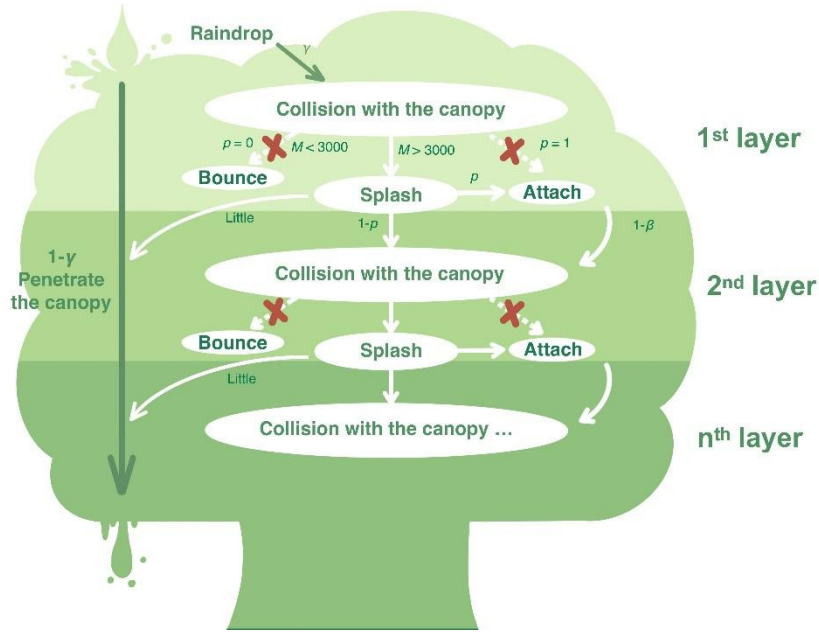 Raindrop
γ
Collision with the canopy
p = 0
M < 3000
M > 3000
p = 1
1st layer
Bounce
Splash
p
Attach
Little
1-p
1-β
1-γ
Penetrate
the canopy
Collision with the canopy
2nd layer
Bounce
Splash
Attach
Little
Collision with the canopy ...
nth layer